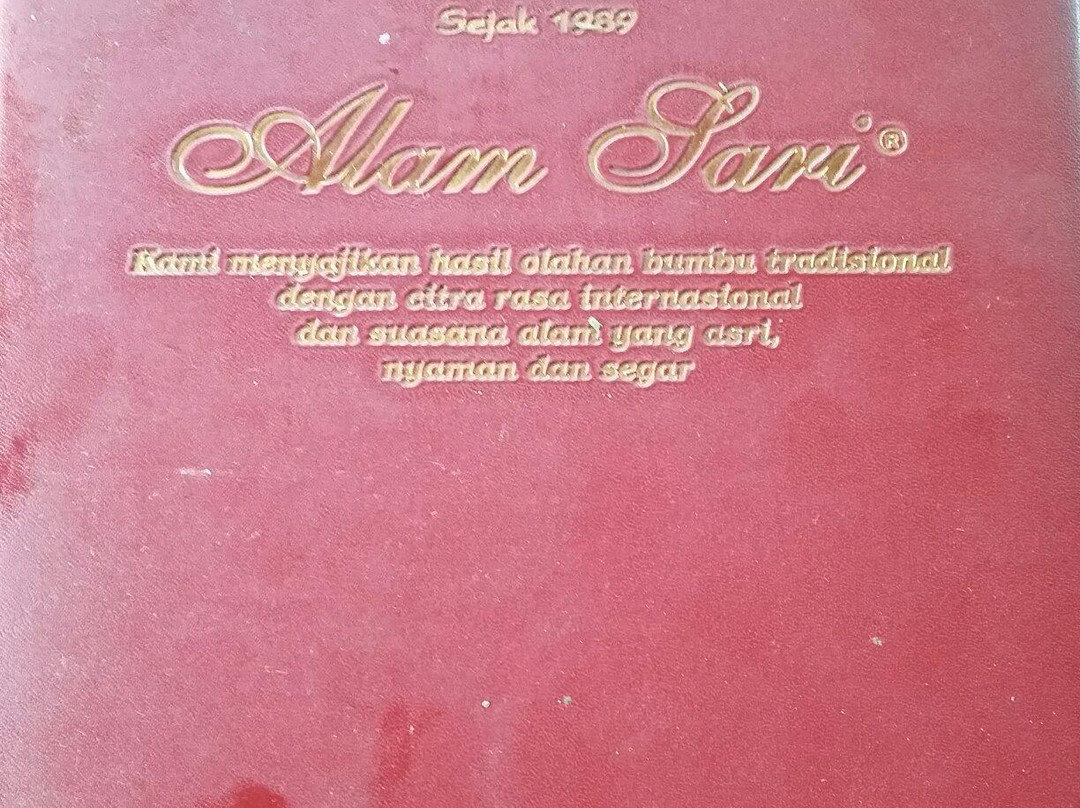 Sejak 1989
Alam Sari®
Kami menyajikan hasil olahan bumbu tradisional
dengan citra rasa internasional
dan suasana alam yang asri,
nyaman dan segar